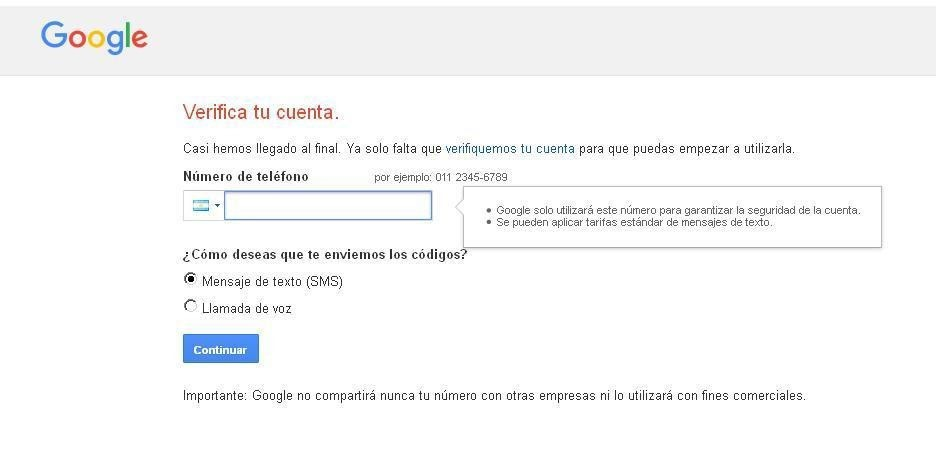 Google
Verifica tu cuenta.
Casi hemos llegado al final. Ya solo falta que verifiquemos tu cuenta para que puedas empezar a utilizarla.
Número de teléfono por ejemplo: 011 2345-6789
• Google solo utilizará este número para garantizar la seguridad de la cuenta.
• Se pueden aplicar tarifas estándar de mensajes de texto.
¿Cómo deseas que te enviemos los códigos?
Mensaje de texto (SMS)
Llamada de voz
Continuar
Importante: Google no compartirá nunca tu número con otras empresas ni lo utilizará con fines comerciales.